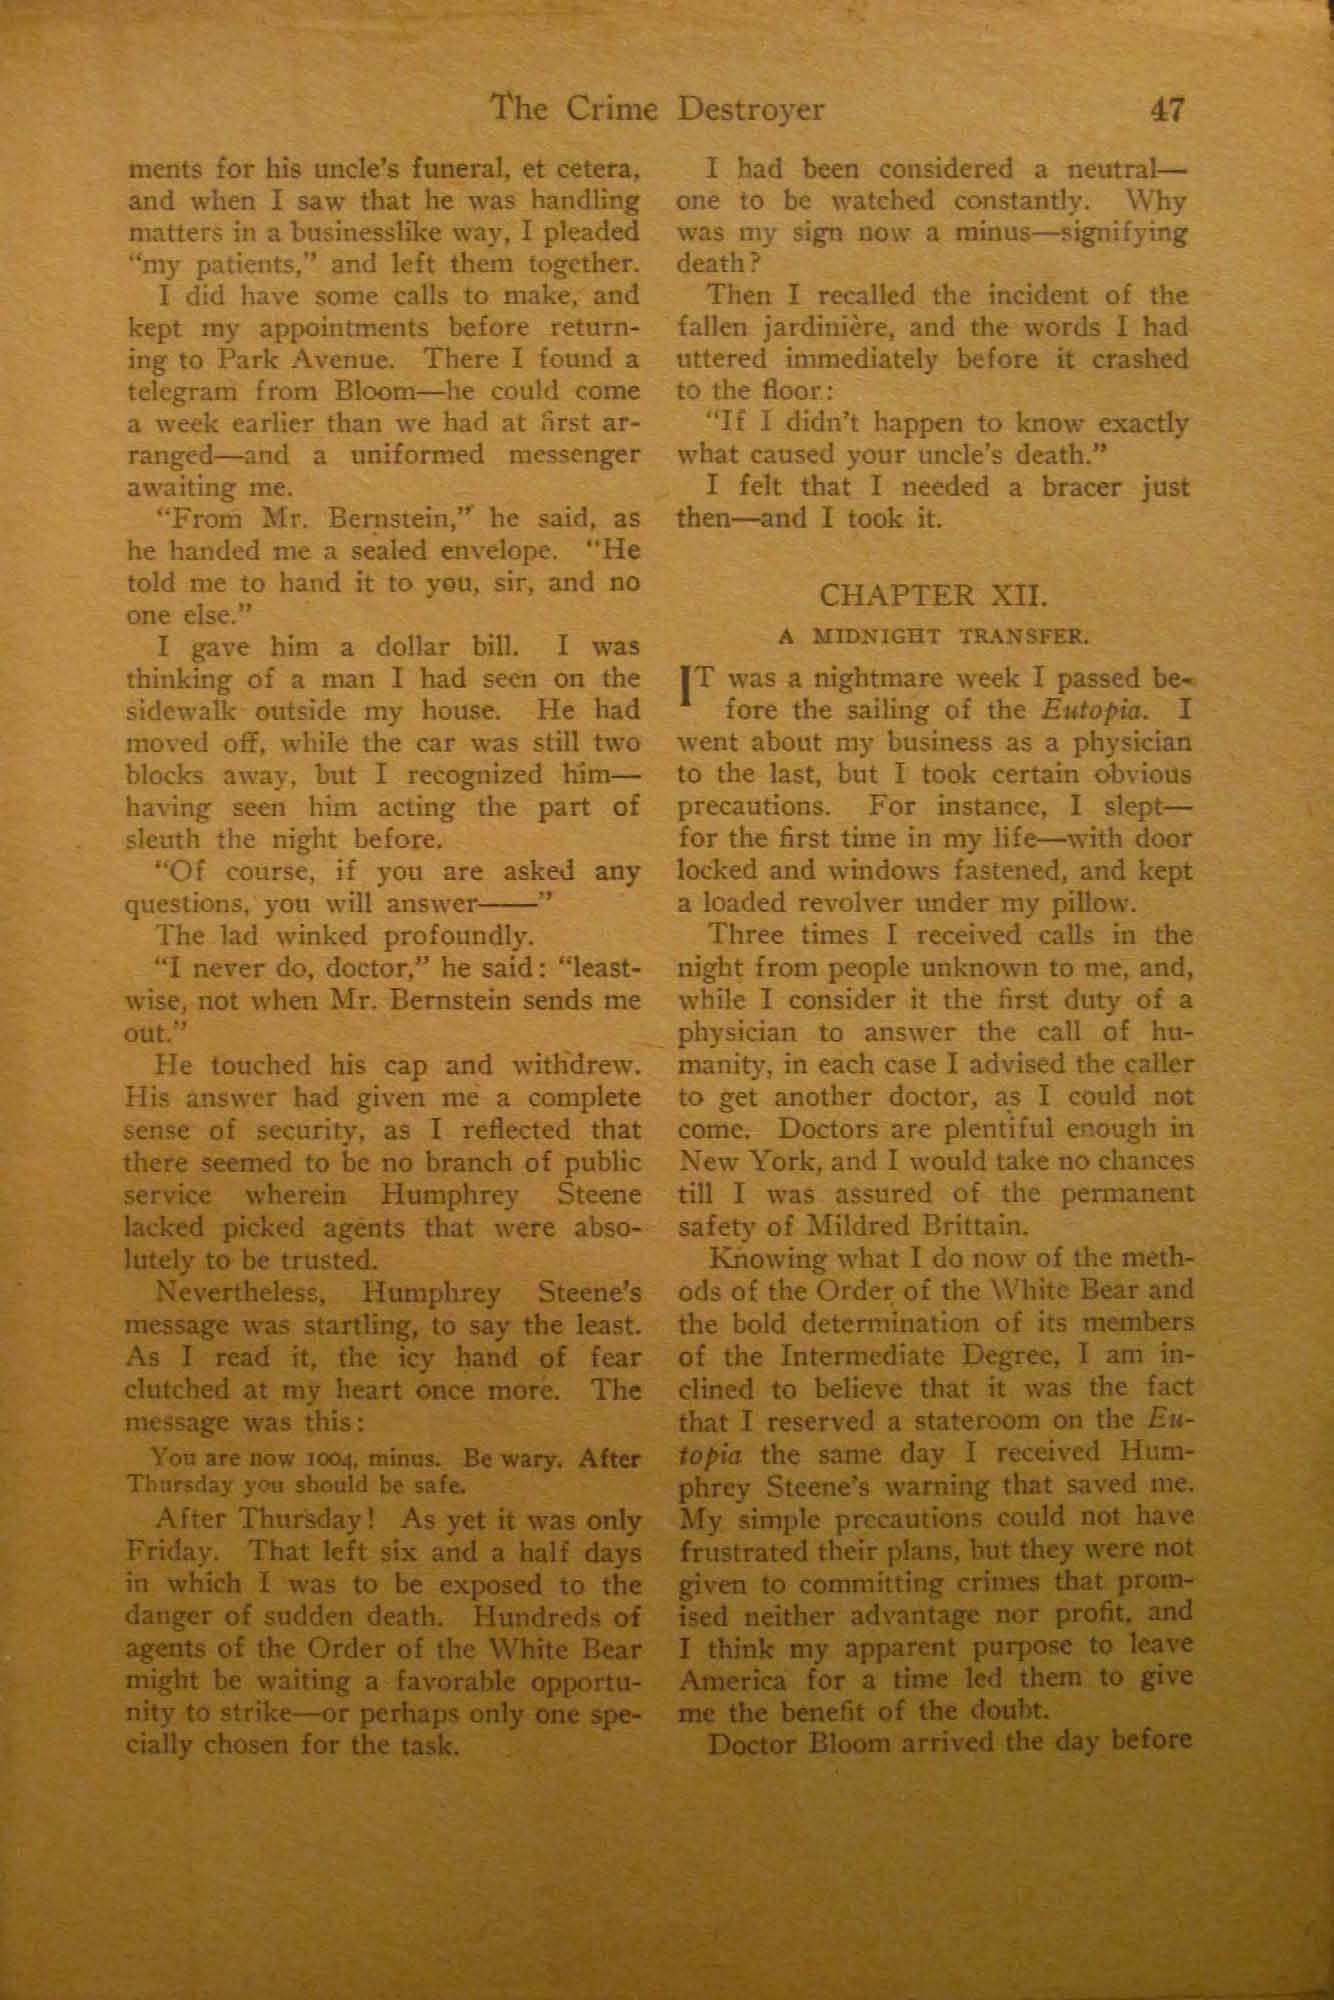 The Crime Destroyer 47
ments for his uncle's funeral, et cetera,
and when I saw that he was handling
matters in a businesslike way, I pleaded
"my patients," and left them together.
I did have some calls to make, and
kept my appointments before return-
ing to Park Avenue. There I found a
telegram from Bloom—he could come
a week earlier than we had at first ar-
ranged—and a uniformed messenger
awaiting me.
"From Mr. Bernstein," he said, as
he handed me a sealed envelope. "He
told me to hand it to you, sir, and no
one else."
I gave him a dollar bill. I was
thinking of a man I had seen on the
sidewalk outside my house. He had
moved off, while the car was still two
blocks away, but I recognized him—
having seen him acting the part of
sleuth the night before.
"Of course, if you are asked any
questions, you will answer——"
The lad winked profoundly.
"I never do, doctor," he said: "least-
wise, not when Mr. Bernstein sends me
out."
He touched his cap and withdrew.
His answer had given me a complete
sense of security, as I reflected that
there seemed to be no branch of public
service wherein Humphrey Steene
lacked picked agents that were abso-
lutely to be trusted.
Nevertheless, Humphrey Steene's
message was startling, to say the least.
As I read it, the icy hand of fear
clutched at my heart once more. The
message was this:
You are now 1004, minus. Be wary. After
Thursday you should be safe.
After Thursday! As yet it was only
Friday. That left six and a half days
in which I was to be exposed to the
danger of sudden death. Hundreds of
agents of the Order of the White Bear
might be waiting a favorable opportu-
nity to strike—or perhaps only one spe-
cially chosen for the task.
I had been considered a neutral—
one to be watched constantly. Why
was my sign now a minus—signifying
death?
Then I recalled the incident of the
fallen jardinière, and the words I had
uttered immediately before it crashed
to the floor:
"If I didn't happen to know exactly
what caused your uncle's death."
I felt that I needed a bracer just
then—and I took it.
CHAPTER XII.
A MIDNIGHT TRANSFER.
IT was a nightmare week I passed be-
fore the sailing of the Eutopia. I
went about my business as a physician
to the last, but I took certain obvious
precautions. For instance, I slept—
for the first time in my life—with door
locked and windows fastened, and kept
a loaded revolver under my pillow.
Three times I received calls in the
night from people unknown to me, and,
while I consider it the first duty of a
physician to answer the call of hu-
manity, in each case I advised the caller
to get another doctor, as I could not
come. Doctors are plentiful enough in
New York, and I would take no chances
till I was assured of the permanent
safety of Mildred Brittain.
Knowing what I do now of the meth-
ods of the Order of the White Bear and
the bold determination of its members
of the Intermediate Degree, I am in-
clined to believe that it was the fact
that I reserved a stateroom on the Eu-
topia the same day I received Hum-
phrey Steene's warning that saved me.
My simple precautions could not have
frustrated their plans, but they were not
given to committing crimes that prom-
ised neither advantage nor profit, and
I think my apparent purpose to leave
America for a time led them to give
me the benefit of the doubt.
Doctor Bloom arrived the day before